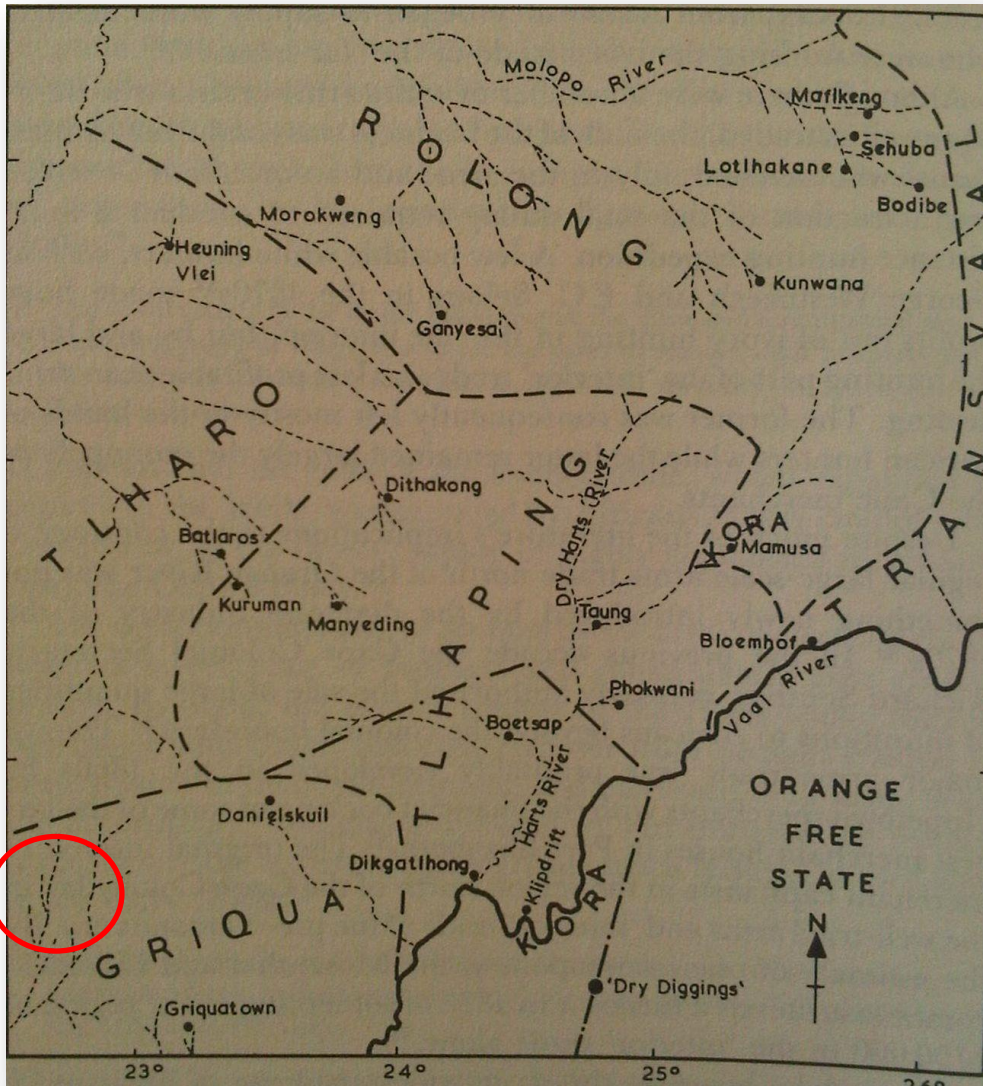 Molopo River
Mafikeng
Sehuba
Lotlhakane
Bodibe
ROLONG
Morokweng
Heuning
Vlei
Kunwana
Ganyesa
TRANSVAAL
TLHARO
Dithakong
Dry Harts River
KORA
Mamusa
Batlaros
Kuruman
Manyeding
TLHAPING
Taung
Bloemhof
Vaal River
Phokwani
Boetsap
Harts River
Danielskuil
Dikgatlhong
Klipdrift
KORA
ORANGE
FREE
STATE
N
GRIQUA
'Dry Diggings'
Griquatown
23°
24°
25°
26°